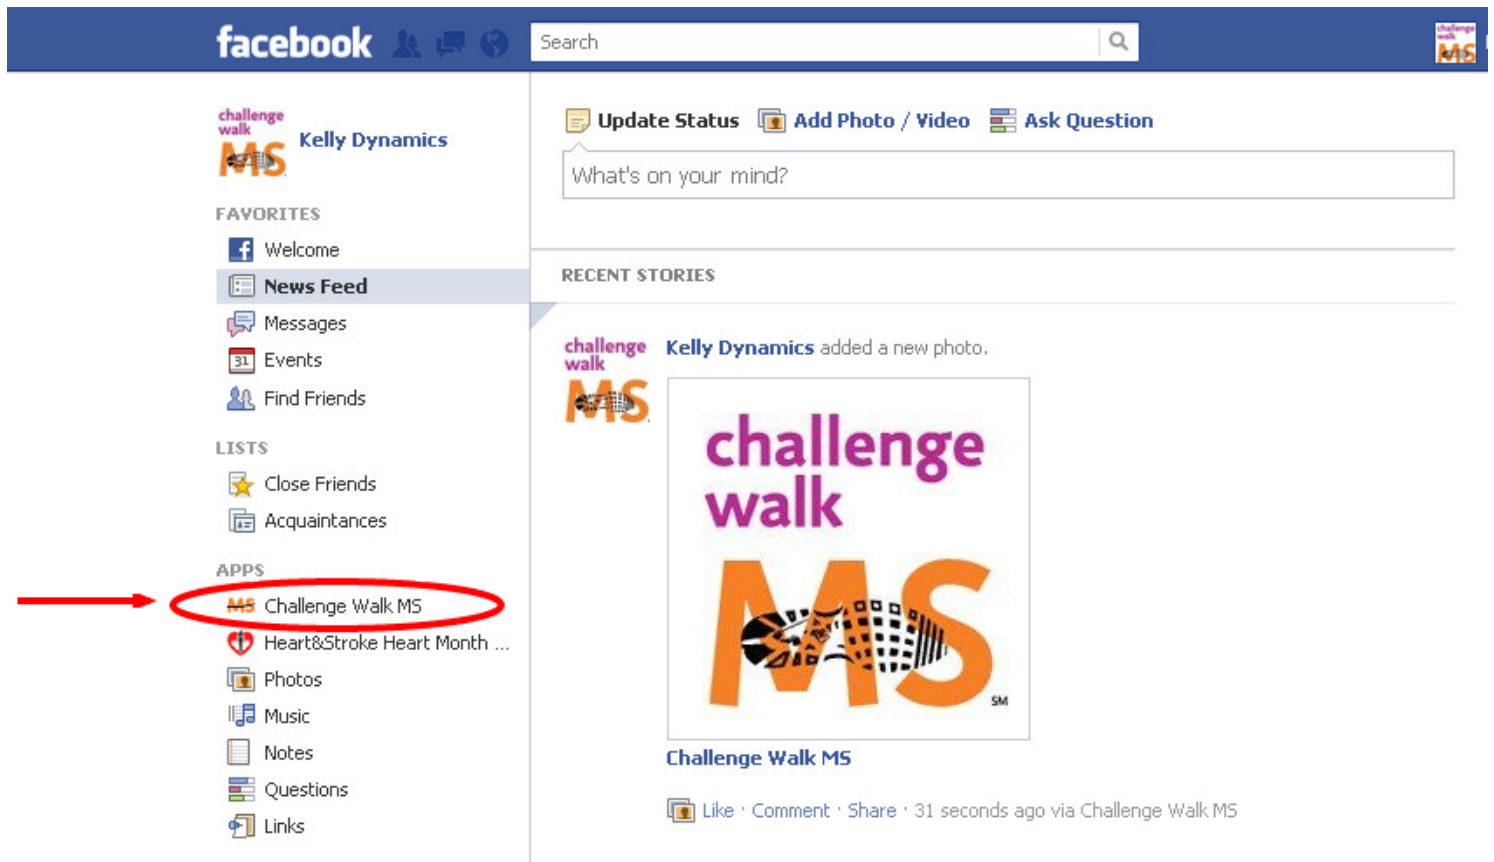 facebook
Search
challenge
walk
MS
challenge
walk
MS
Kelly Dynamics
FAVORITES
Welcome
News Feed
Messages
31
Events
Find Friends
LISTS
Close Friends
Acquaintances
APPS
MS
Challenge Walk MS
Heart&Stroke Heart Month ...
Photos
Music
Notes
Questions
Links
Update Status
Add Photo / Video
Ask Question
What's on your mind?
RECENT STORIES
challenge
walk
MS
Kelly Dynamics added a new photo.
challenge
walk
MS
SM
Challenge Walk MS
Like · Comment · Share · 31 seconds ago via Challenge Walk MS